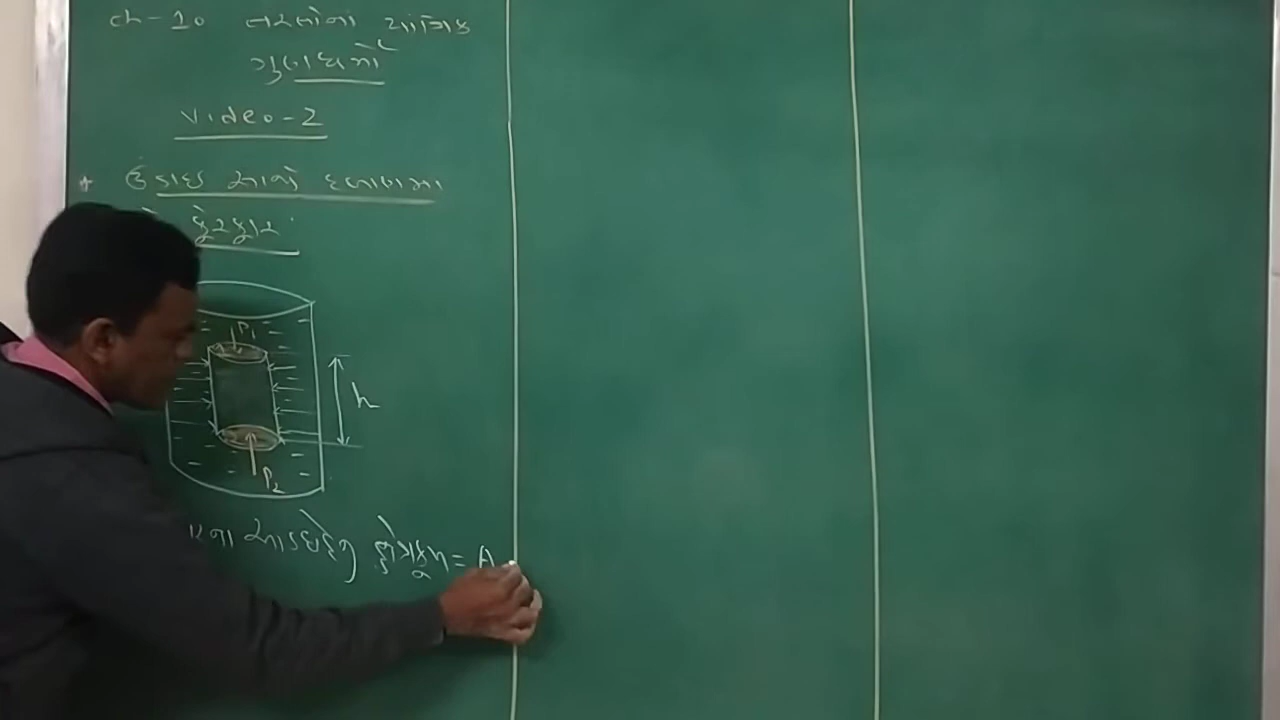 ch-10 તરલોના યાંત્રિક
ગુણધર્મો
Video-2
* ઉંડાઈ સાથે દબાણમાં
ફેરફાર
P₁
h
P₂
આડછેદનું ક્ષેત્રફળ = A